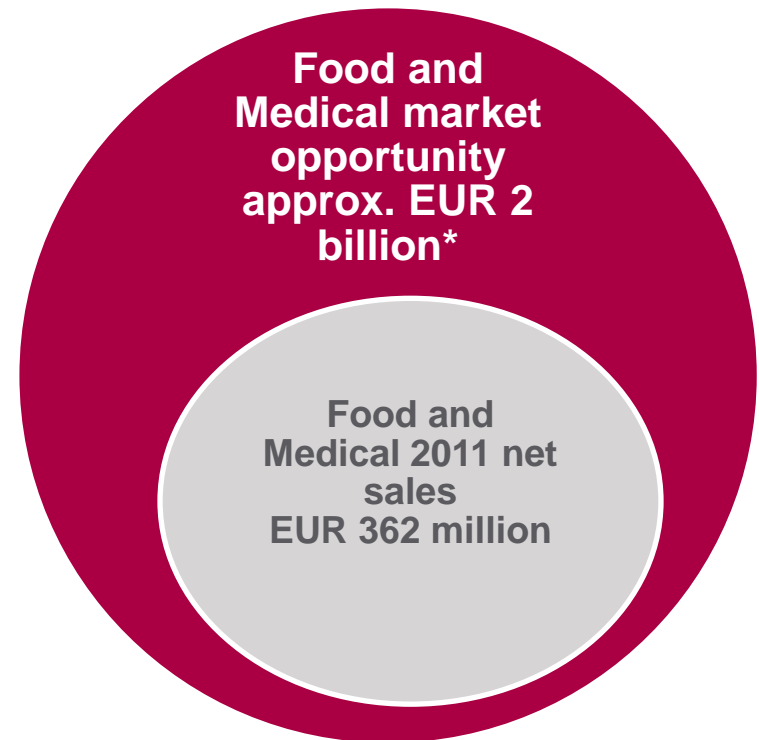 Food and
Medical market
opportunity
approx. EUR 2
billion*
Food and
Medical 2011 net
sales
EUR 362 million